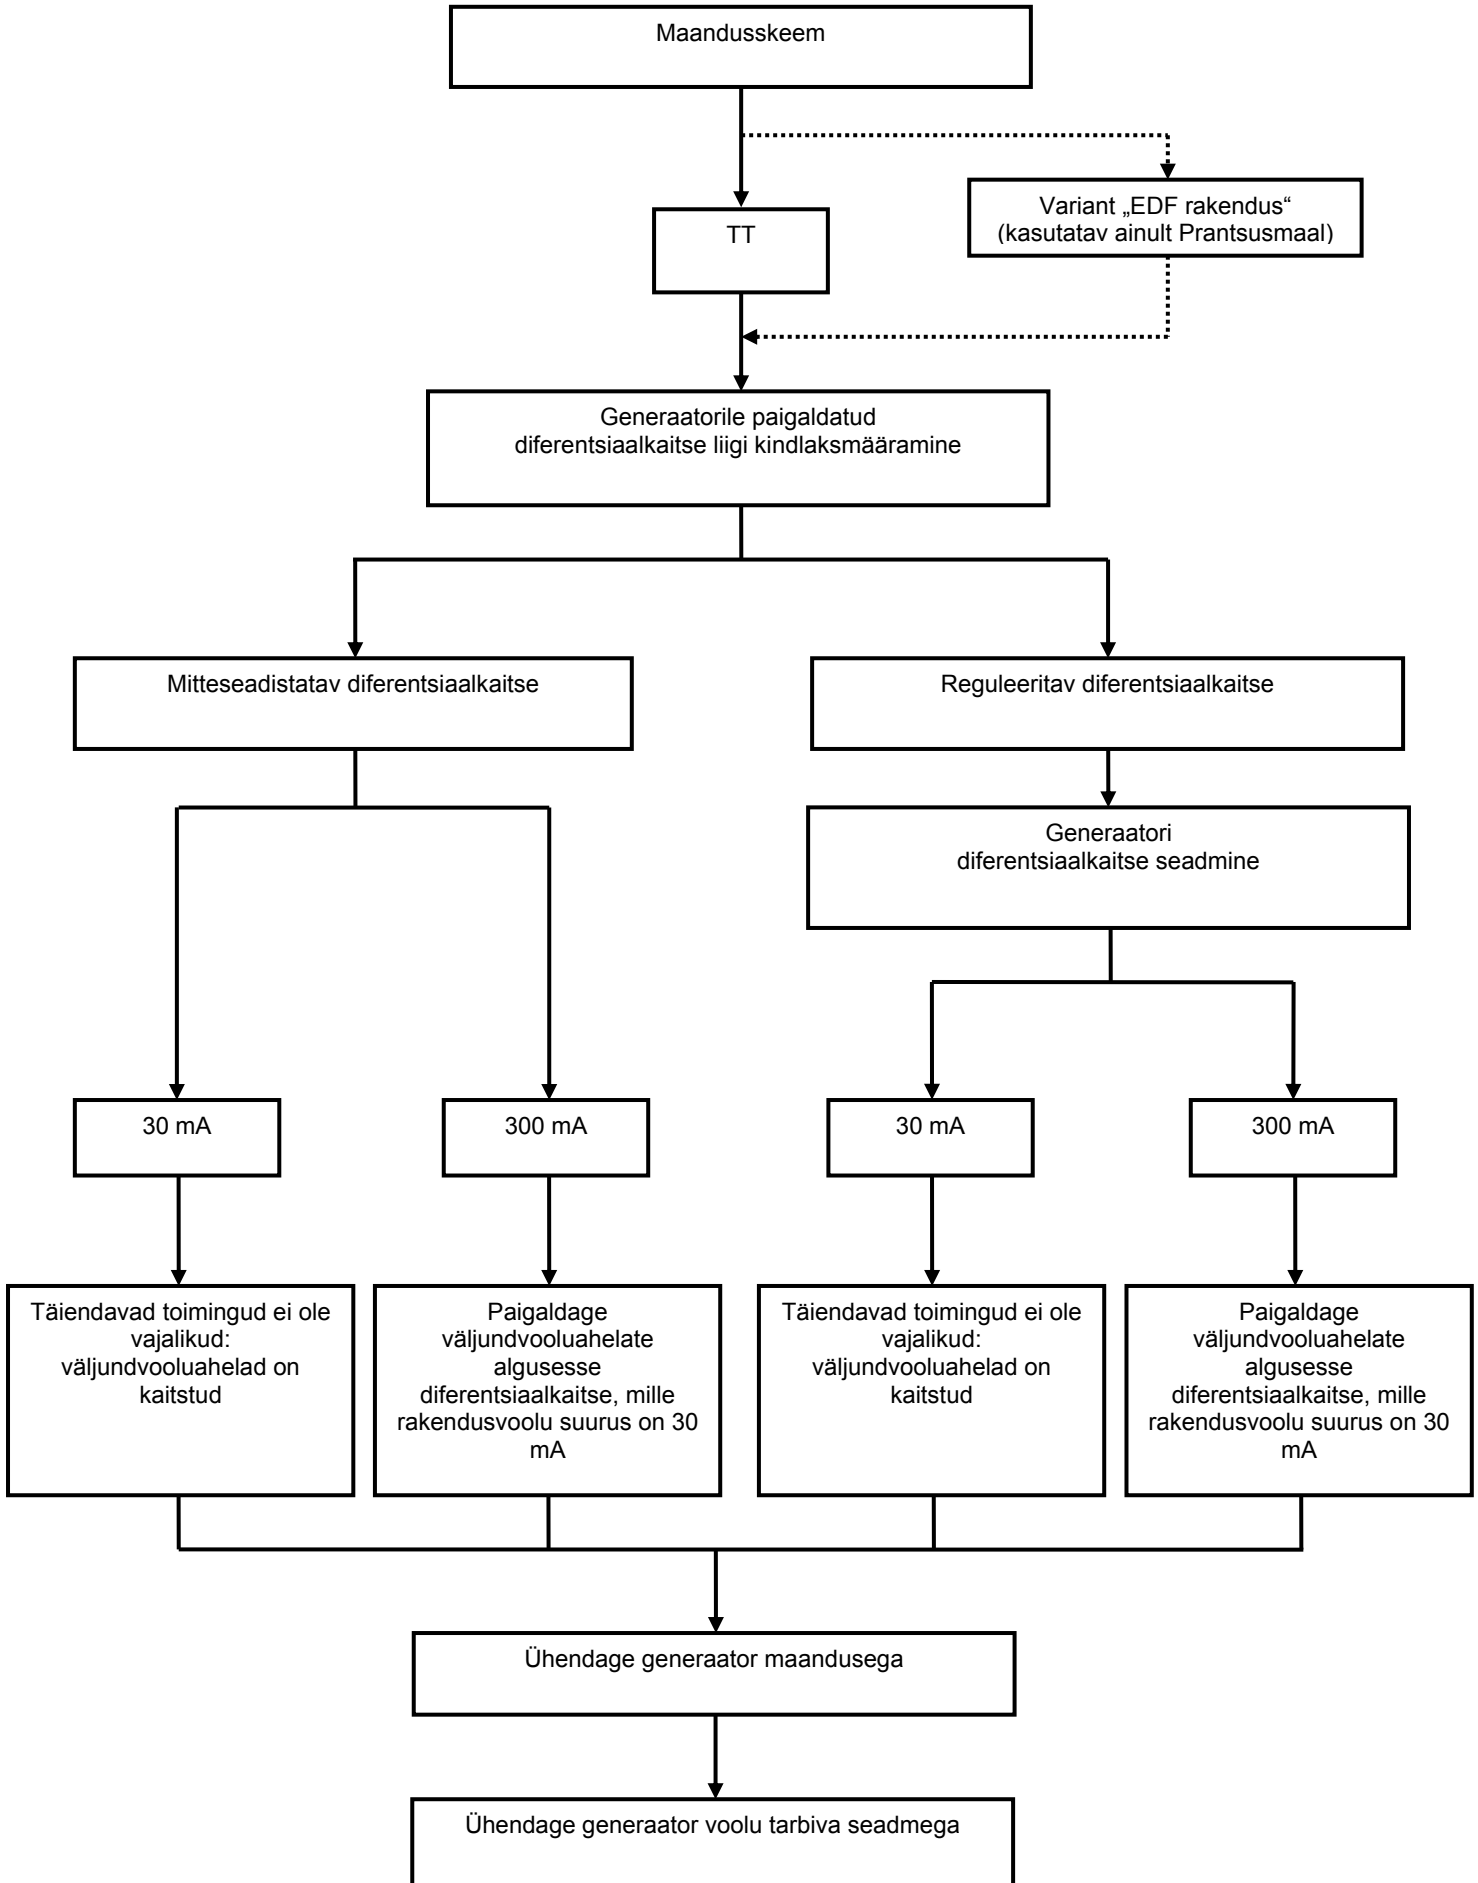 Maandusskeem
Variant „EDF rakendus“
(kasutatav ainult Prantsusmaal)
TT
Generaatorile paigaldatud
diferentsiaalkaitse liigi kindlaksmääramine
Mitteseadistatav diferentsiaalkaitse
Reguleeritav diferentsiaalkaitse
Generaatori
diferentsiaalkaitse seadmine
30 mA
300 mA
30 mA
300 mA
Täiendavad toimingud ei ole
vajalikud:
väljundvooluahelad on
kaitstud
Paigaldage
väljundvooluahelate
algusesse
diferentsiaalkaitse, mille
rakendusvoolu suurus on 30
mA
Täiendavad toimingud ei ole
vajalikud:
väljundvooluahelad on
kaitstud
Paigaldage
väljundvooluahelate
algusesse
diferentsiaalkaitse, mille
rakendusvoolu suurus on 30
mA
Ühendage generaator maandusega
Ühendage generaator voolu tarbiva seadmega